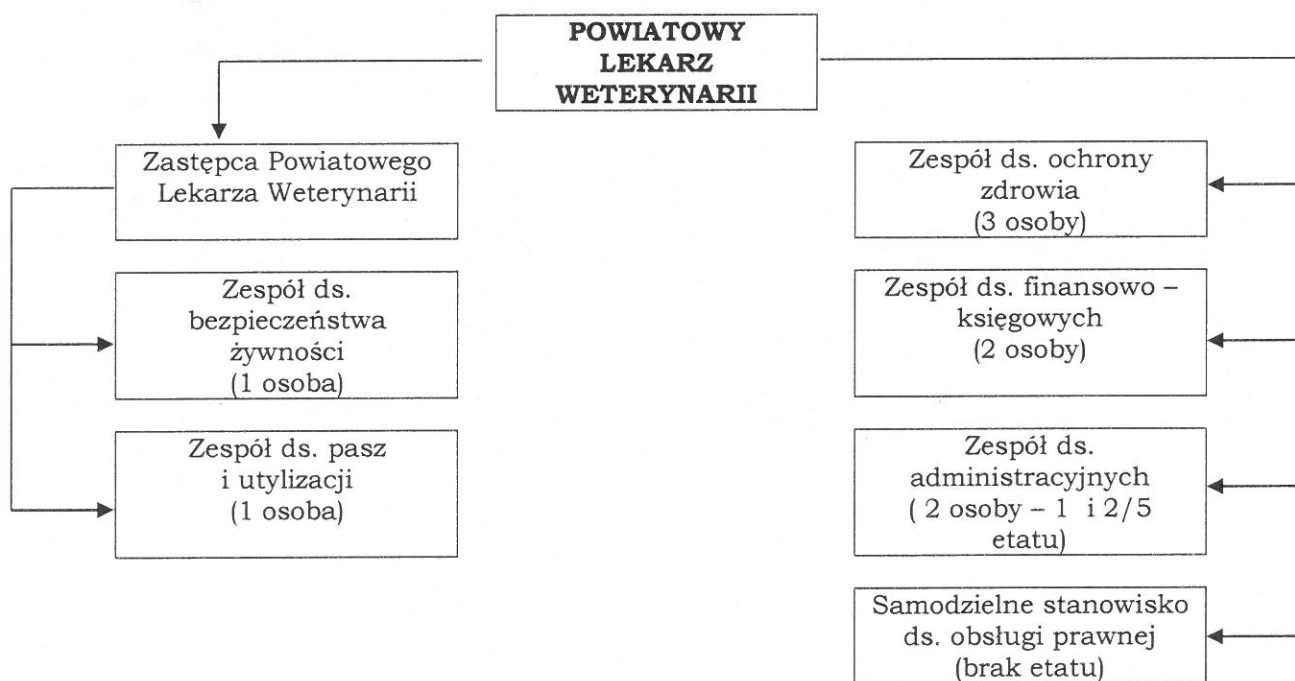 POWIATOWY
LEKARZ
WETERYNARII
Zastępca Powiatowego
Lekarza Weterynarii
Zespół ds.
bezpieczeństwa
żywności
(1 osoba)
Zespół ds. pasz
i utylizacji
(1 osoba)
Zespół ds. ochrony
zdrowia
(3 osoby)
Zespół ds. finansowo –
księgowych
(2 osoby)
Zespół ds.
administracyjnych
( 2 osoby – 1 i 2/5
etatu)
Samodzielne stanowisko
ds. obsługi prawnej
(brak etatu)